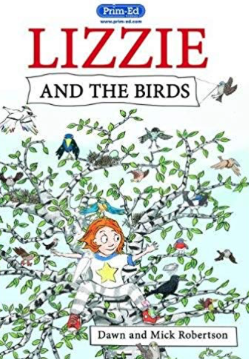 Prim-Ed
www.prim-ed.com
LIZZIE
AND THE BIRDS
Dawn and Mick Robertson